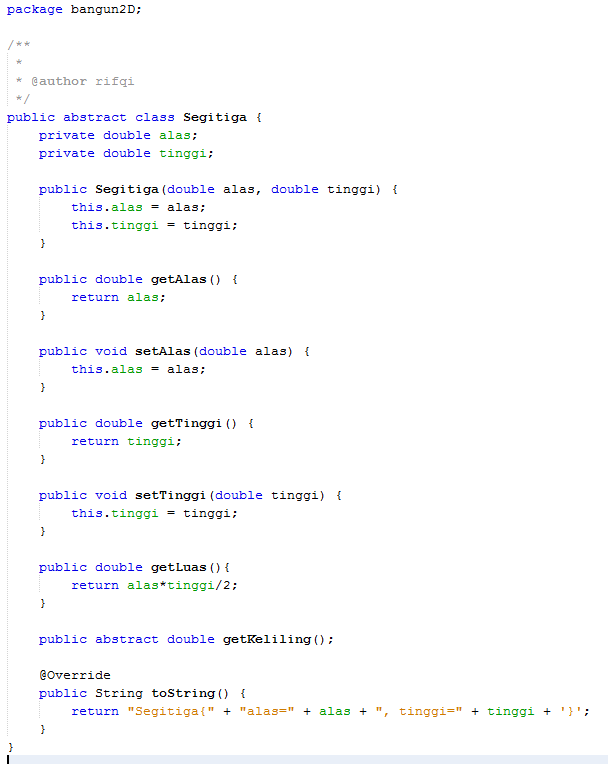 package bangun2D;
/**
 *
 * @author rifqi
 */
public abstract class Segitiga {
    private double alas;
    private double tinggi;
    public Segitiga(double alas, double tinggi) {
        this.alas = alas;
        this.tinggi = tinggi;
    }
    public double getAlas() {
        return alas;
    }
    public void setAlas(double alas) {
        this.alas = alas;
    }
    public double getTinggi() {
        return tinggi;
    }
    public void setTinggi(double tinggi) {
        this.tinggi = tinggi;
    }
    public double getLuas(){
        return alas*tinggi/2;
    }
    public abstract double getKeliling();
    @Override
    public String toString() {
        return "Segitiga{" + "alas=" + alas + ", tinggi=" + tinggi + '}';
    }
}